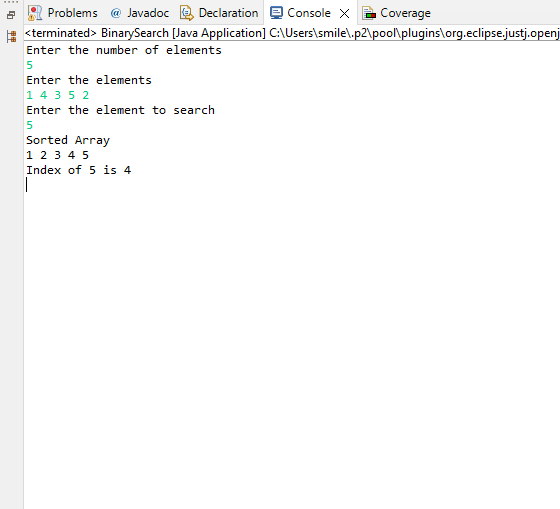 Problems @ Javadoc Declaration Console Coverage
<terminated> BinarySearch [Java Application] C:\Users\smile\.p2\pool\plugins\org.eclipse.justj.openj
Enter the number of elements
5
Enter the elements
1 4 3 5 2
Enter the element to search
5
Sorted Array
1 2 3 4 5
Index of 5 is 4